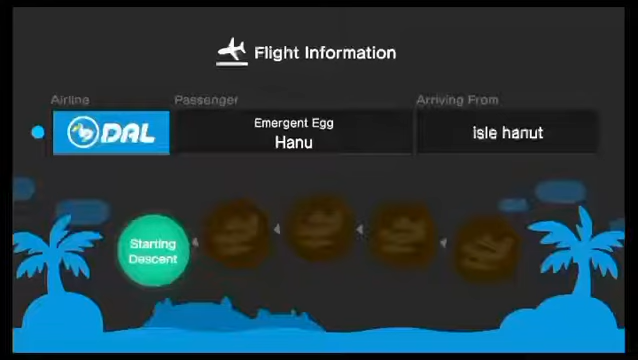 Flight Information
Airline
Passenger
Arriving From
DAL
Emergent Egg
Hanu
isle hanut
Starting
Descent